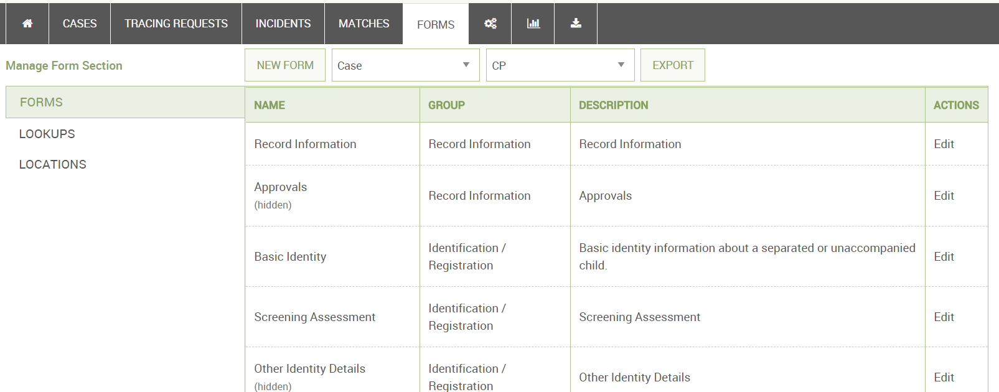 CASES
TRACING REQUESTS
INCIDENTS
MATCHES
FORMS
Manage Form Section
NEW FORM
Case
CP
EXPORT
FORMS
LOOKUPS
LOCATIONS
NAME
GROUP
DESCRIPTION
ACTIONS
Record Information
Record Information
Record Information
Edit
Approvals
(hidden)
Record Information
Approvals
Edit
Basic Identity
Identification /
Registration
Basic identity information about a separated or unaccompanied
child.
Edit
Screening Assessment
Identification /
Registration
Screening Assessment
Edit
Other Identity Details
(hidden)
Identification /
Registration
Other Identity Details
Edit